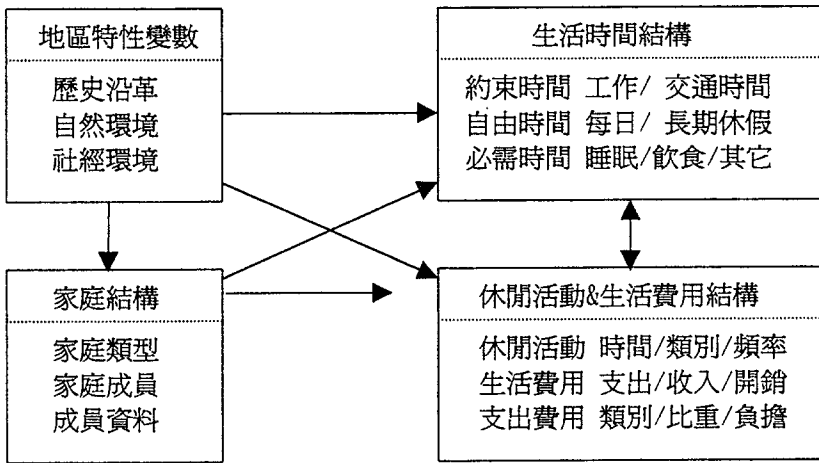 地區特性變數
歷史沿革
自然環境
社經環境
生活時間結構
約束時間 工作/ 交通時間
自由時間 每日/ 長期休假
必需時間 睡眠/飲食/其它
家庭結構
家庭類型
家庭成員
成員資料
休閒活動&生活費用結構
休閒活動 時間/類別/頻率
生活費用 支出/收入/開銷
支出費用 類別/比重/負擔